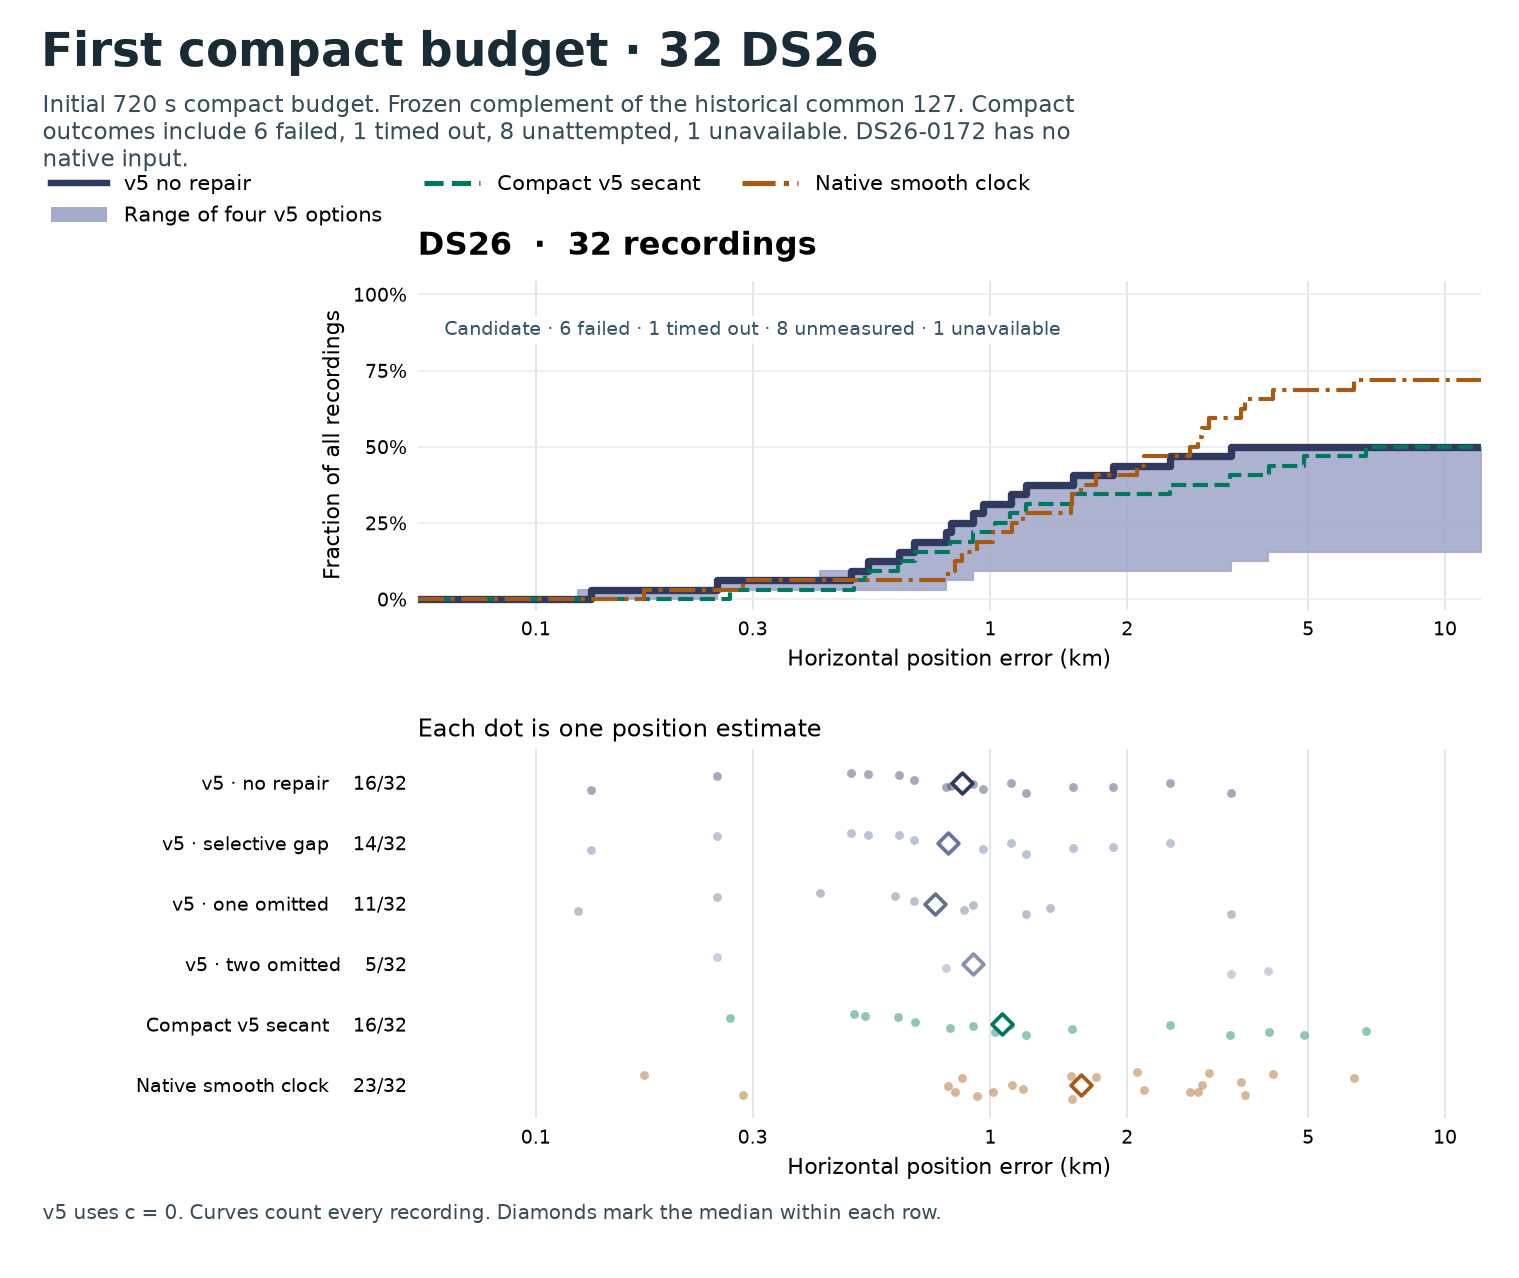 First compact budget · 32 DS26
Initial 720 s compact budget. Frozen complement of the historical common 127. Compact
outcomes include 6 failed, 1 timed out, 8 unattempted, 1 unavailable. DS26-0172 has no
native input.
v5 no repair
Compact v5 secant
Native smooth clock
Range of four v5 options
DS26 · 32 recordings
Candidate · 6 failed · 1 timed out · 8 unmeasured · 1 unavailable
Fraction of all recordings
100%
75%
50%
25%
0%
0.1 0.3 1 2 5 10
Horizontal position error (km)
Each dot is one position estimate
v5 · no repair 16/32
v5 · selective gap 14/32
v5 · one omitted 11/32
v5 · two omitted 5/32
Compact v5 secant 16/32
Native smooth clock 23/32
0.1 0.3 1 2 5 10
Horizontal position error (km)
v5 uses c = 0. Curves count every recording. Diamonds mark the median within each row.